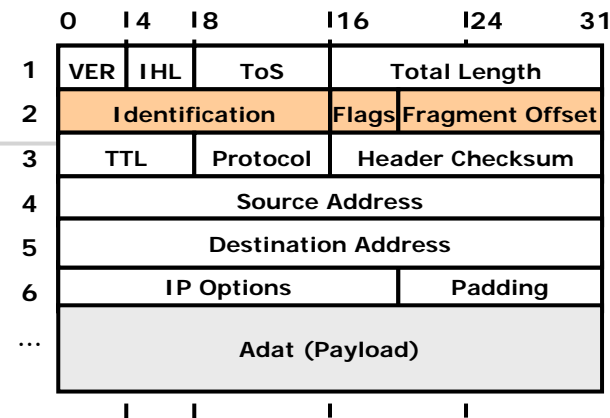 0 4 8 16 24 31
1 VER IHL ToS Total Length
2 Identification Flags Fragment Offset
3 TTL Protocol Header Checksum
4 Source Address
5 Destination Address
6 IP Options Padding
... Adat (Payload)